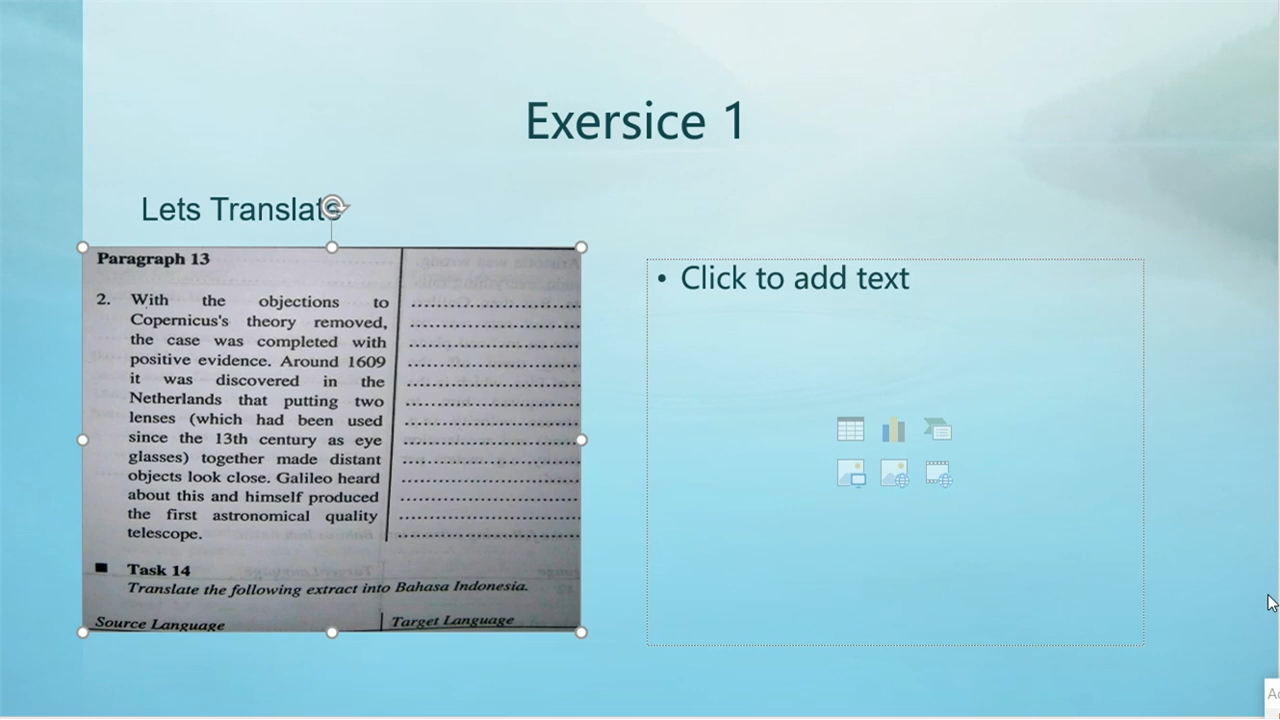 Exersice 1
Lets Translate
Paragraph 13
2. With the objections to
Copernicus's theory removed,
the case was completed with
positive evidence. Around 1609
it was discovered in the
Netherlands that putting two
lenses (which had been used
since the 13th century as eye
glasses) together made distant
objects look close. Galileo heard
about this and himself produced
the first astronomical quality
telescope.
■ Task 14
Translate the following extract into Bahasa Indonesia.
Source Language
Target Language
• Click to add text